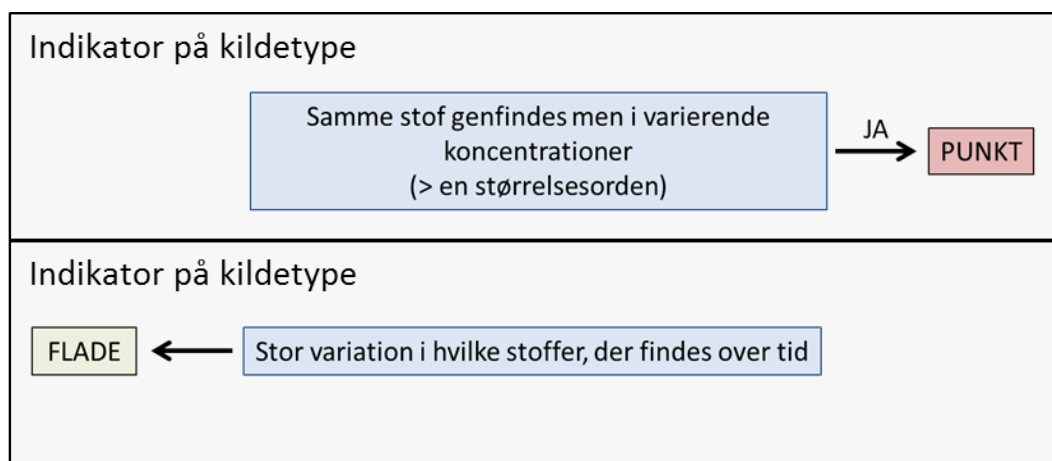 Indikator på kildetype
Samme stof genfindes men i varierende
koncentrationer
(> en størrelsesorden)
JA
PUNKT
Indikator på kildetype
FLADE
Stor variation i hvilke stoffer, der findes over tid